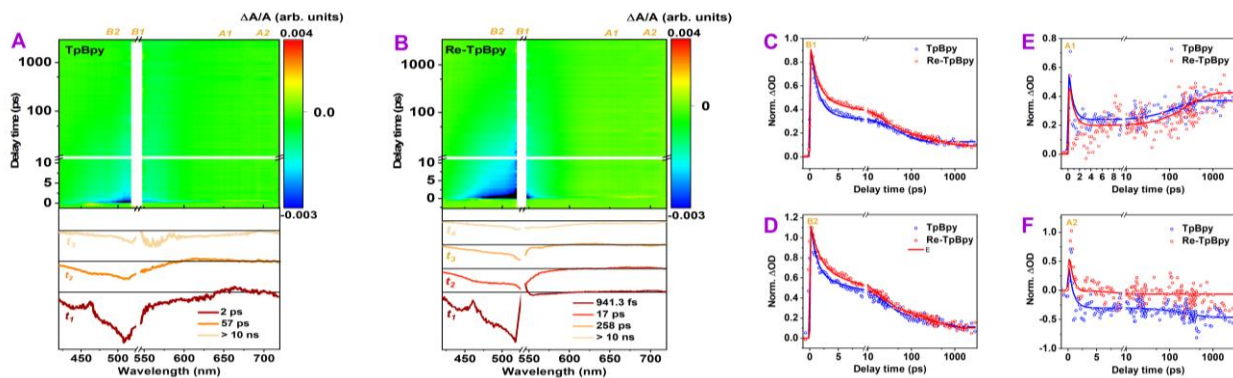 ΔA/A (arb. units)
A
B2 B1 A1 A2
0.004
TpBpy
1000
100
10
5
0
Delay time (ps)
0.0
-0.003
t3
t2
t1
2 ps
57 ps
> 10 ns
450 500 550 600 650 700
Wavelength (nm)
ΔA/A (arb. units)
B
B2 B1 A1 A2
0.004
Re-TpBpy
0
-0.003
t4
t3
t2
t1
941.3 fs
17 ps
258 ps
> 10 ns
450 500 540 600 650 700
Wavelength (nm)
C
B1
TpBpy
Re-TpBpy
1.0
0.8
0.6
0.4
0.2
0.0
Norm. ΔOD
0 5 10 100 1000
Delay time (ps)
E
A1
TpBpy
Re-TpBpy
0.8
0.6
0.4
0.2
0.0
Norm. ΔOD
0 2 4 6 8 10 100 1000
Delay time (ps)
D
B2
TpBpy
Re-TpBpy
E
1.2
1.0
0.8
0.6
0.4
0.2
0.0
Norm. ΔOD
0 5 10 100 1000
Delay time (ps)
F
A2
TpBpy
Re-TpBpy
1.5
1.0
0.5
0.0
-0.5
-1.0
Norm. ΔOD
0 5 10 100 1000
Delay time (ps)